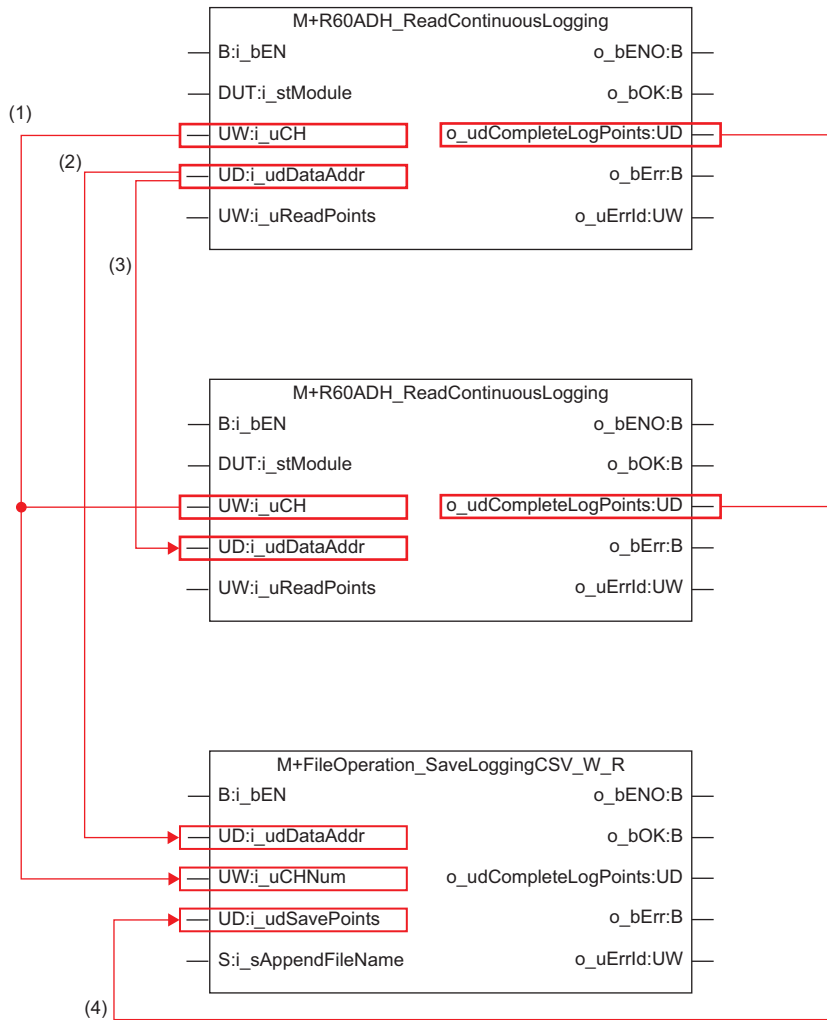 M+R60ADH_ReadContinuousLogging
B:i_bEN o_bENO:B
DUT:i_stModule o_bOK:B
(1)
UW:i_uCH o_udCompleteLogPoints:UD
(2)
UD:i_udDataAddr o_bErr:B
UW:i_uReadPoints o_uErrId:UW
(3)
M+R60ADH_ReadContinuousLogging
B:i_bEN o_bENO:B
DUT:i_stModule o_bOK:B
UW:i_uCH o_udCompleteLogPoints:UD
UD:i_udDataAddr o_bErr:B
UW:i_uReadPoints o_uErrId:UW
M+FileOperation_SaveLoggingCSV_W_R
B:i_bEN o_bENO:B
UD:i_udDataAddr o_bOK:B
UW:i_uCHNum o_udCompleteLogPoints:UD
UD:i_udSavePoints o_bErr:B
S:i_sAppendFileName o_uErrId:UW
(4)